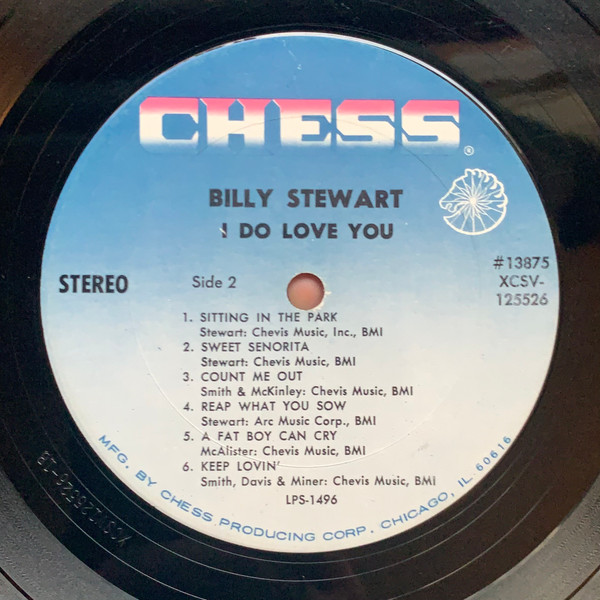 CHESS
®
BILLY STEWART
I DO LOVE YOU
STEREO
Side 2
#13875
XCSV-
125526
1. SITTING IN THE PARK
Stewart: Chevis Music, Inc., BMI
2. SWEET SENORITA
Stewart: Chevis Music, BMI
3. COUNT ME OUT
Smith & McKinley: Chevis Music, BMI
4. REAP WHAT YOU SOW
Stewart: Arc Music Corp., BMI
5. A FAT BOY CAN CRY
McAlister: Chevis Music, BMI
6. KEEP LOVIN'
Smith, Davis & Miner: Chevis Music, BMI
LPS-1496
MFG. BY CHESS PRODUCING CORP. CHICAGO, IL 60616